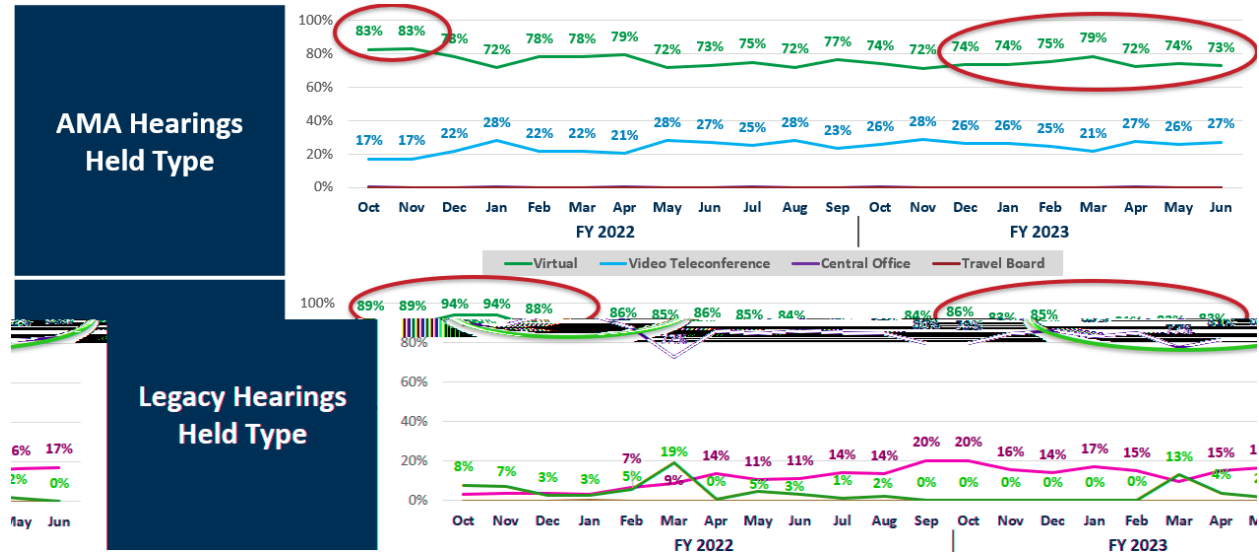 AMA Hearings
Held Type
100%
80%
60%
40%
20%
0%
83% 83% 78% 72% 78% 78% 79% 72% 73% 75% 72% 77% 74% 72% 74% 74% 75% 79% 72% 74% 73%
17% 17% 22% 28% 22% 22% 21% 28% 27% 25% 28% 23% 26% 28% 26% 26% 25% 21% 27% 26% 27%
Oct Nov Dec Jan Feb Mar Apr May Jun Jul Aug Sep Oct Nov Dec Jan Feb Mar Apr May Jun
FY 2022 FY 2023
Virtual Video Teleconference Central Office Travel Board
Legacy Hearings
Held Type
100%
89% 89% 94% 94% 88% 86% 85% 86% 85% 84% 84% 86% 83% 85% 83%
80%
60%
40%
20%
0%
7% 9% 14% 11% 11% 14% 14% 20% 20% 16% 14% 17% 15% 15%
8% 7% 3% 3% 5% 19% 0% 5% 3% 1% 2% 0% 0% 0% 0% 0% 0% 13% 4%
6% 17%
2% 0%
May Jun
Oct Nov Dec Jan Feb Mar Apr May Jun Jul Aug Sep Oct Nov Dec Jan Feb Mar Apr
FY 2022 FY 2023